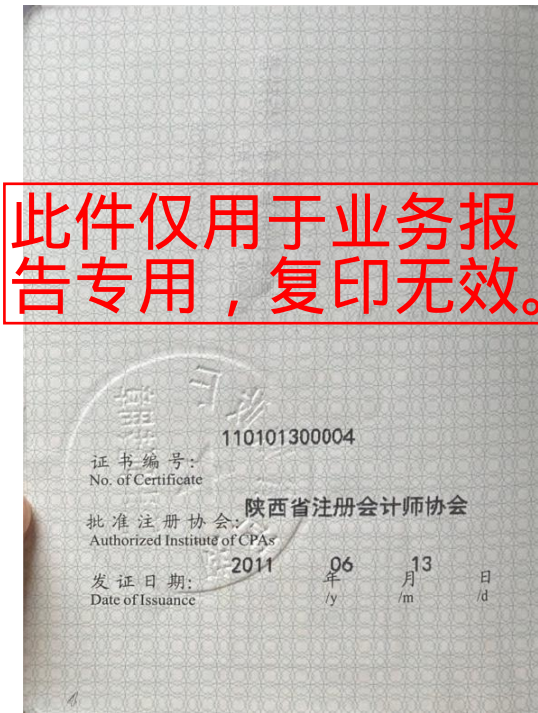 此件仅用于业务报
告专用，复印无效。
110101300004
证书编号:
No. of Certificate
陕西省注册会计师协会
批准注册协会:
Authorized Institute of CPAs
2011 06 13
发证日期: 年 月 日
Date of Issuance /y /m /d